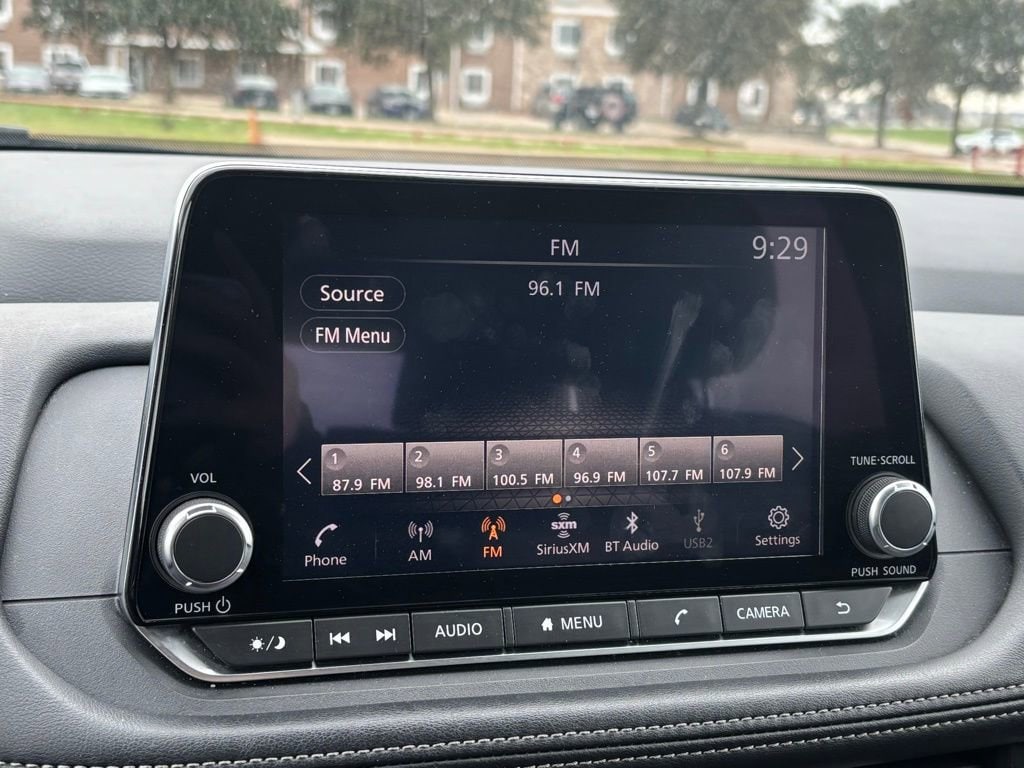 FM
9:29
Source
96.1 FM
FM Menu
1 2 3 4 5 6
87.9 FM 98.1 FM 100.5 FM 96.9 FM 107.7 FM 107.9 FM
Phone AM FM sxm SiriusXM BT Audio USB2 Settings
VOL
PUSH
TUNE·SCROLL
PUSH SOUND
AUDIO MENU CAMERA